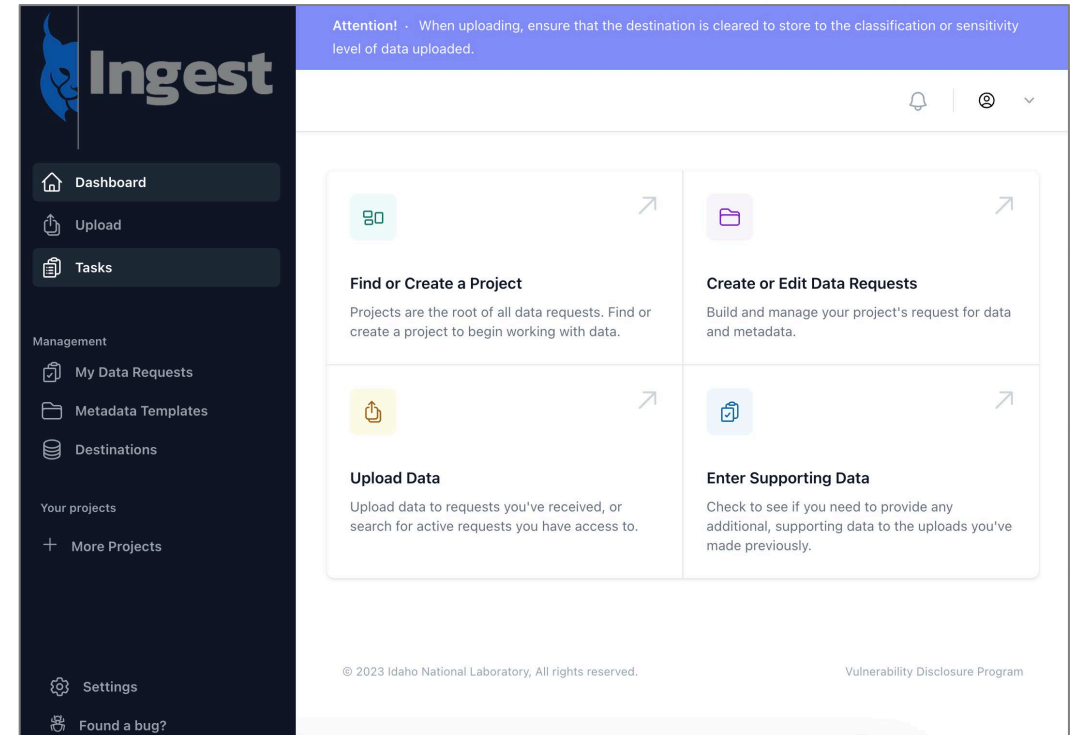 Ingest
Attention! · When uploading, ensure that the destination is cleared to store to the classification or sensitivity
level of data uploaded.
Dashboard
Upload
Tasks
Management
My Data Requests
Metadata Templates
Destinations
Your projects
+ More Projects
Settings
Found a bug?
Find or Create a Project
Projects are the root of all data requests. Find or
create a project to begin working with data.
Create or Edit Data Requests
Build and manage your project's request for data
and metadata.
Upload Data
Upload data to requests you've received, or
search for active requests you have access to.
Enter Supporting Data
Check to see if you need to provide any
additional, supporting data to the uploads you've
made previously.
© 2023 Idaho National Laboratory, All rights reserved.
Vulnerability Disclosure Program